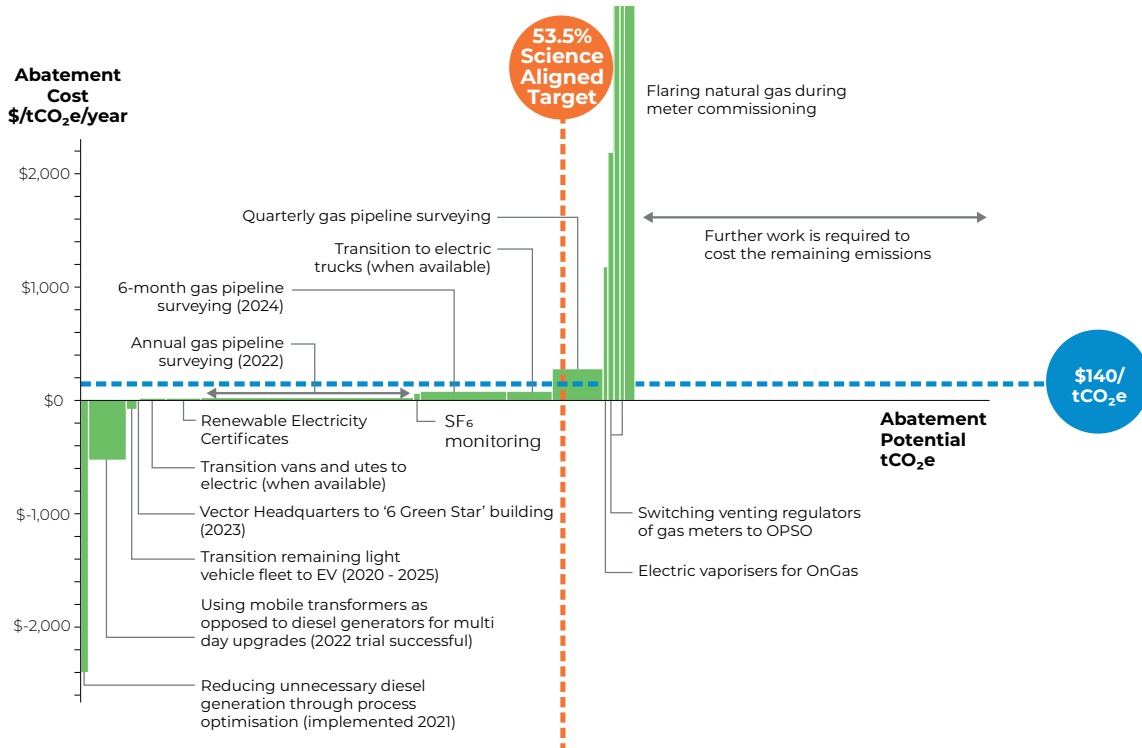 53.5%
Science
Aligned
Target
Abatement
Cost
$/tCO₂e/year
Flaring natural gas during
meter commissioning
$2,000
Quarterly gas pipeline surveying
Further work is required to
cost the remaining emissions
Transition to electric
trucks (when available)
6-month gas pipeline
surveying (2024)
$1,000
Annual gas pipeline
surveying (2022)
$140/
tCO₂e
$0
Renewable Electricity
Certificates
SF₆
monitoring
Abatement
Potential
tCO₂e
Transition vans and utes to
electric (when available)
$-1,000
Vector Headquarters to ‘6 Green Star’ building
(2023)
Switching venting regulators
of gas meters to OPSO
Transition remaining light
vehicle fleet to EV (2020 - 2025)
Electric vaporisers for OnGas
Using mobile transformers as
opposed to diesel generators for multi
day upgrades (2022 trial successful)
$-2,000
Reducing unnecessary diesel
generation through process
optimisation (implemented 2021)